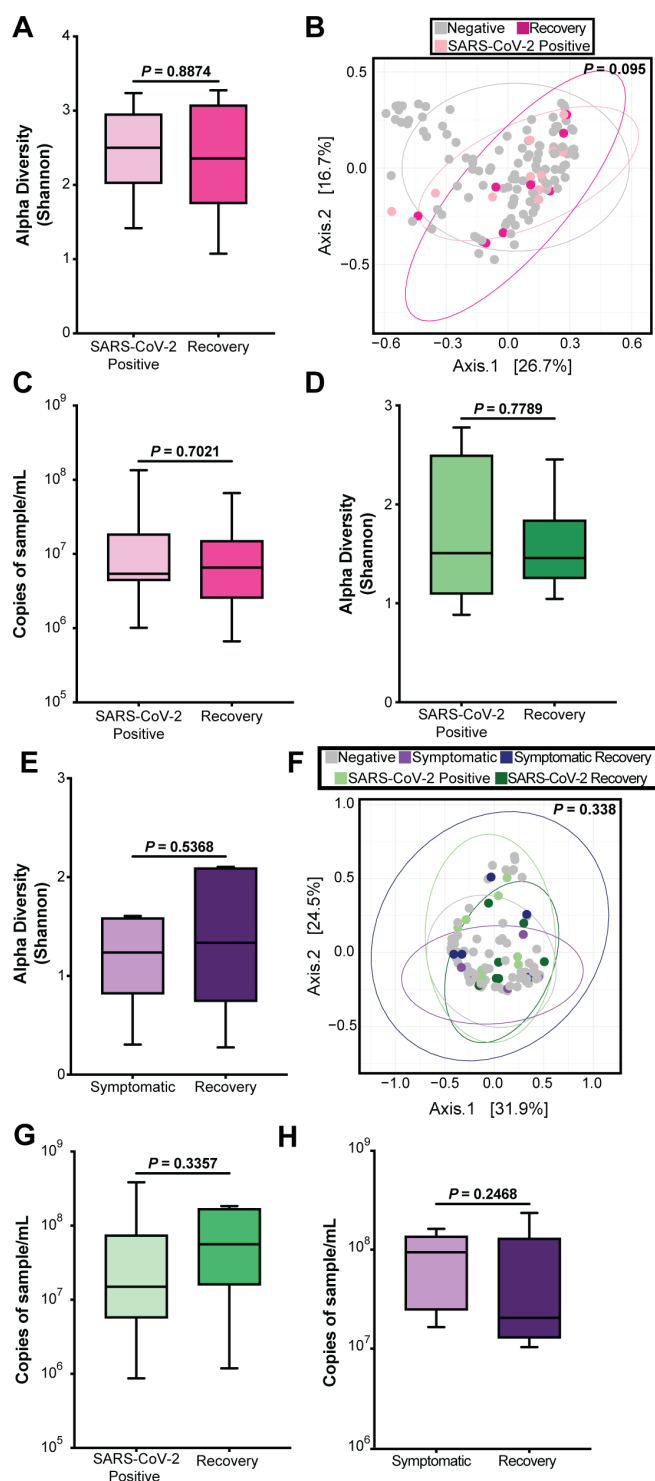 A
Alpha Diversity
(Shannon)
4
3
2
1
0
P = 0.8874
SARS-CoV-2
Positive
Recovery
B
Negative Recovery
SARS-CoV-2 Positive
P = 0.095
Axis.2 [16.7%]
0.5
0.0
−0.5
−0.6 −0.3 0.0 0.3 0.6
Axis.1 [26.7%]
C
Copies of sample/mL
10⁹
10⁸
10⁷
10⁶
10⁵
P = 0.7021
SARS-CoV-2
Positive
Recovery
D
Alpha Diversity
(Shannon)
3
2
1
0
P = 0.7789
SARS-CoV-2
Positive
Recovery
E
Alpha Diversity
(Shannon)
3
2
1
0
P = 0.5368
Symptomatic Recovery
F
Negative Symptomatic Symptomatic Recovery
SARS-CoV-2 Positive SARS-CoV-2 Recovery
P = 0.338
Axis.2 [24.5%]
1.0
0.5
0.0
−0.5
−1.0 −0.5 0.0 0.5 1.0
Axis.1 [31.9%]
G
Copies of sample/mL
10⁹
10⁸
10⁷
10⁶
10⁵
P = 0.3357
SARS-CoV-2
Positive
Recovery
H
Copies of sample/mL
10⁹
10⁸
10⁷
10⁶
P = 0.2468
Symptomatic Recovery